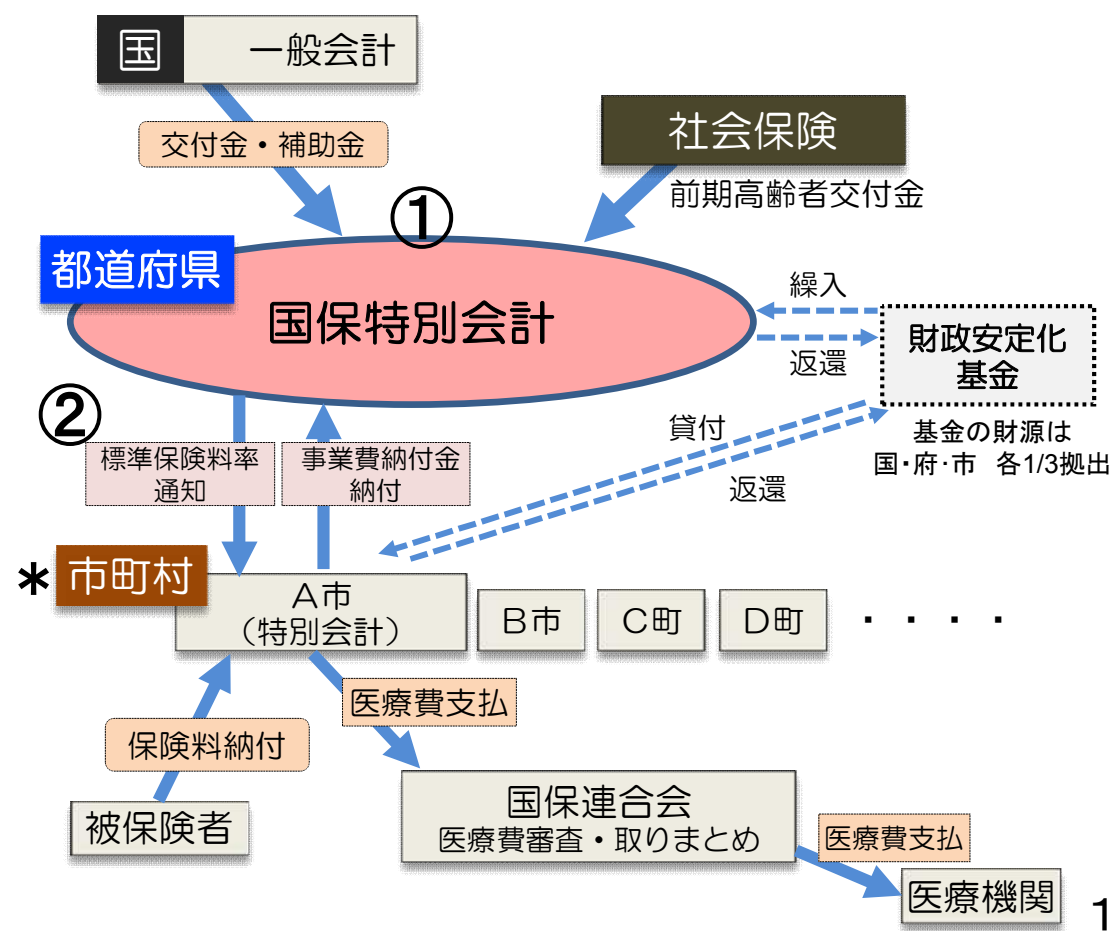 国 一般会計
交付金・補助金
社会保険
前期高齢者交付金
①
都道府県
国保特別会計
繰入
返還
財政安定化
基金
基金の財源は
国・府・市 各1/3拠出
②
標準保険料率
通知
事業費納付金
納付
貸付
返還
*市町村
A市
(特別会計)
B市
C町
D町
・・・・
医療費支払
保険料納付
被保険者
国保連合会
医療費審査・取りまとめ
医療費支払
医療機関
1